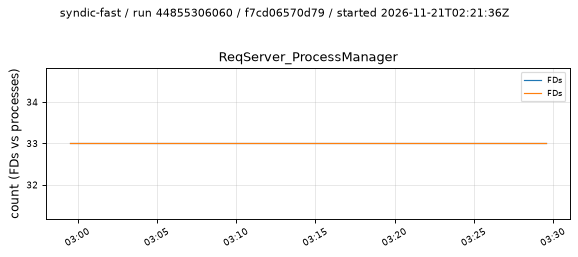 syndic-fast / run 44855306060 / f7cd06570d79 / started 2026-11-21T02:21:36Z
ReqServer_ProcessManager
count (FDs vs processes)
34
33
32
FDs
FDs
03:00
03:05
03:10
03:15
03:20
03:25
03:30